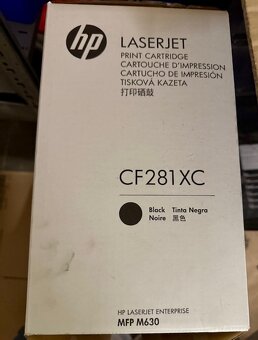 hp
LASERJET
PRINT CARTRIDGE
CARTOUCHE D'IMPRESSION
CARTUCHO DE IMPRESIÓN
TISKOVÁ KAZETA
打印硒鼓
CF281XC
Black Tinta Negra
Noire 黑色
HP LASERJET ENTERPRISE
MFP M630